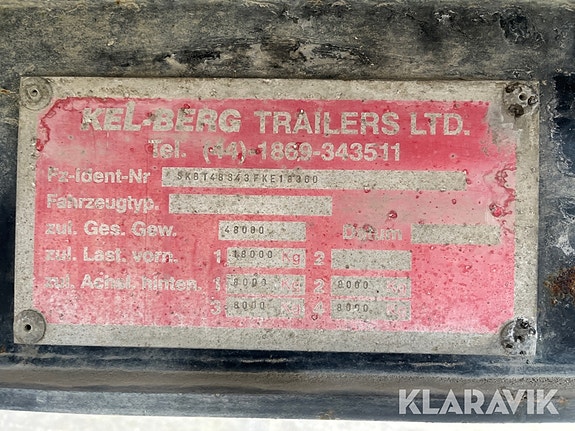 KEL-BERG TRAILERS LTD.
Tel. (44)-1869-343511
Fz-Ident-Nr SKBT48S43FKE18360
Fahrzeugtyp.
zul. Ges. Gew. 48000 Datum
zul. Last. vorn. 1 18000 kg 2
zul. Achsl. hinten. 1 8000 2 8000
3 8000 4 8000
KLARAVIK